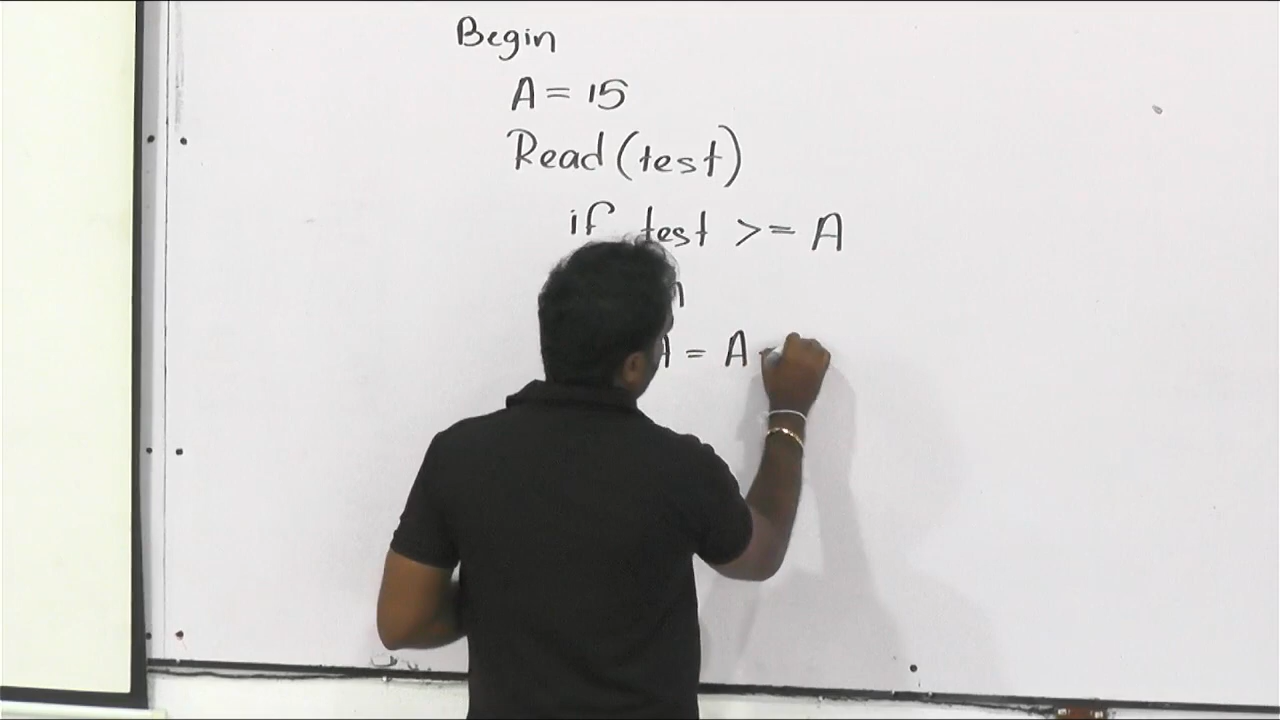 Begin
A = 15
Read (test)
if test >= A
A = A